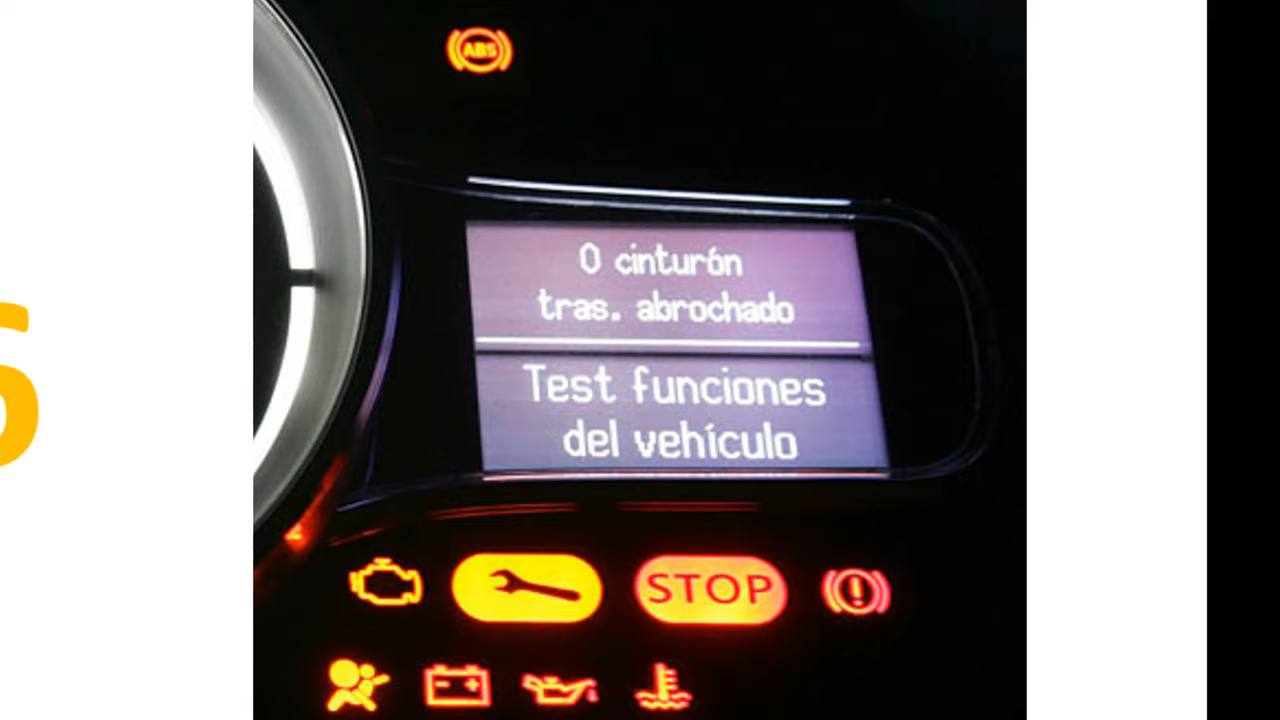 ABS
0 cinturón
tras. abrochado
Test funciones
del vehículo
STOP